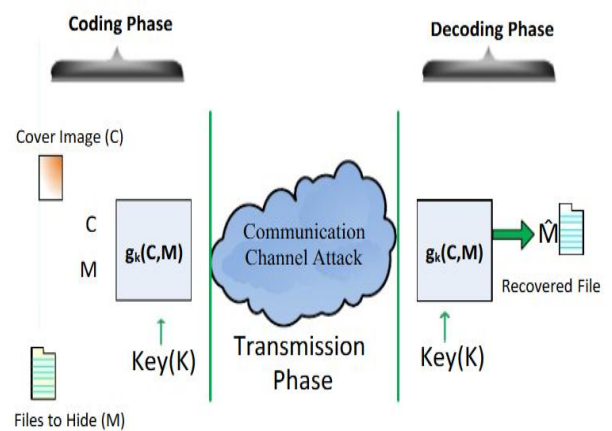 Coding Phase
Decoding Phase
Cover Image (C)
C
M
gₖ(C,M)
Key(K)
Files to Hide (M)
Communication
Channel Attack
Transmission
Phase
gₖ(C,M)
Key(K)
M̂
Recovered File